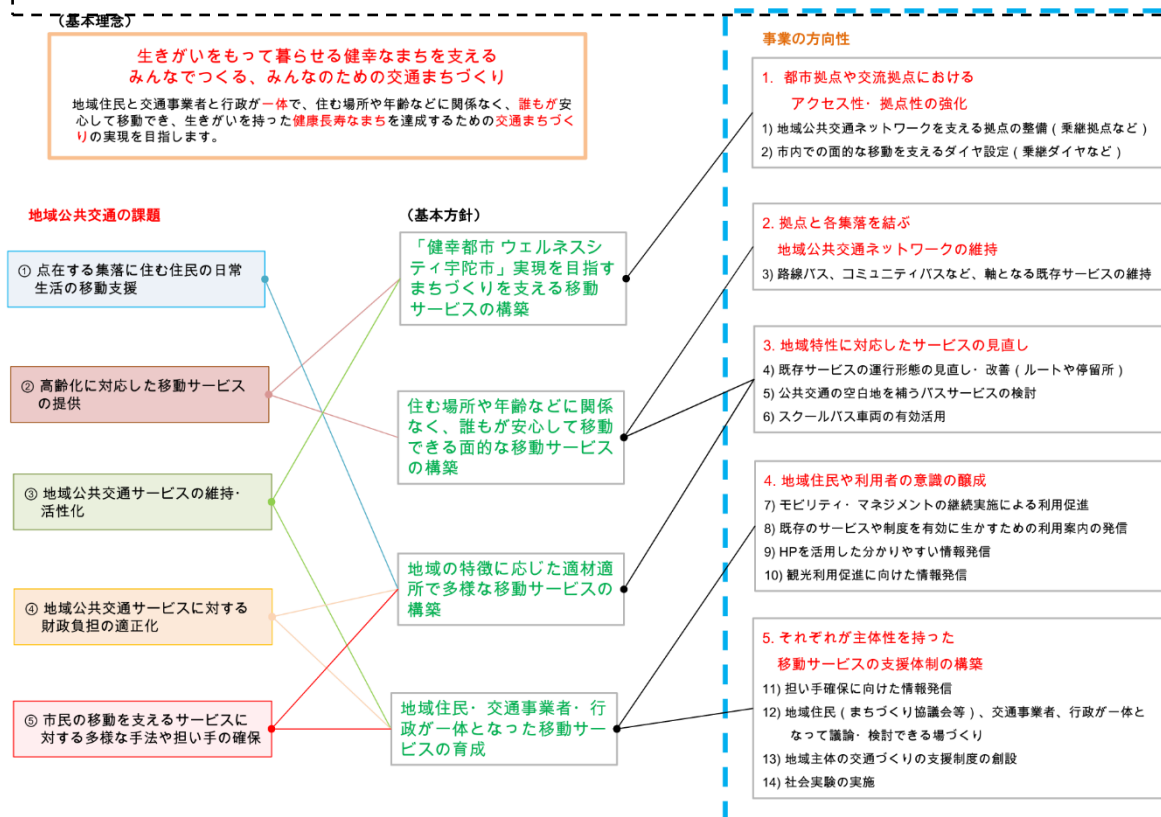 (基本理念)
生きがいをもって暮らせる健幸なまちを支える
みんなでつくる、みんなのための交通まちづくり
地域住民と交通事業者と行政が一体で、住む場所や年齢などに関係なく、誰もが安
心して移動でき、生きがいを持った健康長寿なまちを達成するための交通まちづく
りの実現を目指します。
地域公共交通の課題
① 点在する集落に住む住民の日常
生活の移動支援
② 高齢化に対応した移動サービス
の提供
③ 地域公共交通サービスの維持・
活性化
④ 地域公共交通サービスに対する
財政負担の適正化
⑤ 市民の移動を支えるサービスに
対する多様な手法や担い手の確保
(基本方針)
「健幸都市 ウェルネスシ
ティ宇陀市」実現を目指す
まちづくりを支える移動
サービスの構築
住む場所や年齢などに関係
なく、誰もが安心して移動
できる面的な移動サービス
の構築
地域の特徴に応じた適材適
所で多様な移動サービスの
構築
地域住民・交通事業者・行
政が一体となった移動サー
ビスの育成
事業の方向性
1. 都市拠点や交流拠点における
アクセス性・拠点性の強化
1) 地域公共交通ネットワークを支える拠点の整備(乗継拠点など)
2) 市内での面的な移動を支えるダイヤ設定(乗継ダイヤなど)
2. 拠点と各集落を結ぶ
地域公共交通ネットワークの維持
3) 路線バス、コミュニティバスなど、軸となる既存サービスの維持
3. 地域特性に対応したサービスの見直し
4) 既存サービスの運行形態の見直し・改善(ルートや停留所)
5) 公共交通の空白地を補うバスサービスの検討
6) スクールバス車両の有効活用
4. 地域住民や利用者の意識の醸成
7) モビリティ・マネジメントの継続実施による利用促進
8) 既存のサービスや制度を有効に生かすための利用案内の発信
9) HPを活用した分かりやすい情報発信
10) 観光利用促進に向けた情報発信
5. それぞれが主体性を持った
移動サービスの支援体制の構築
11) 担い手確保に向けた情報発信
12) 地域住民(まちづくり協議会等)、交通事業者、行政が一体と
なって議論・検討できる場づくり
13) 地域主体の交通づくりの支援制度の創設
14) 社会実験の実施